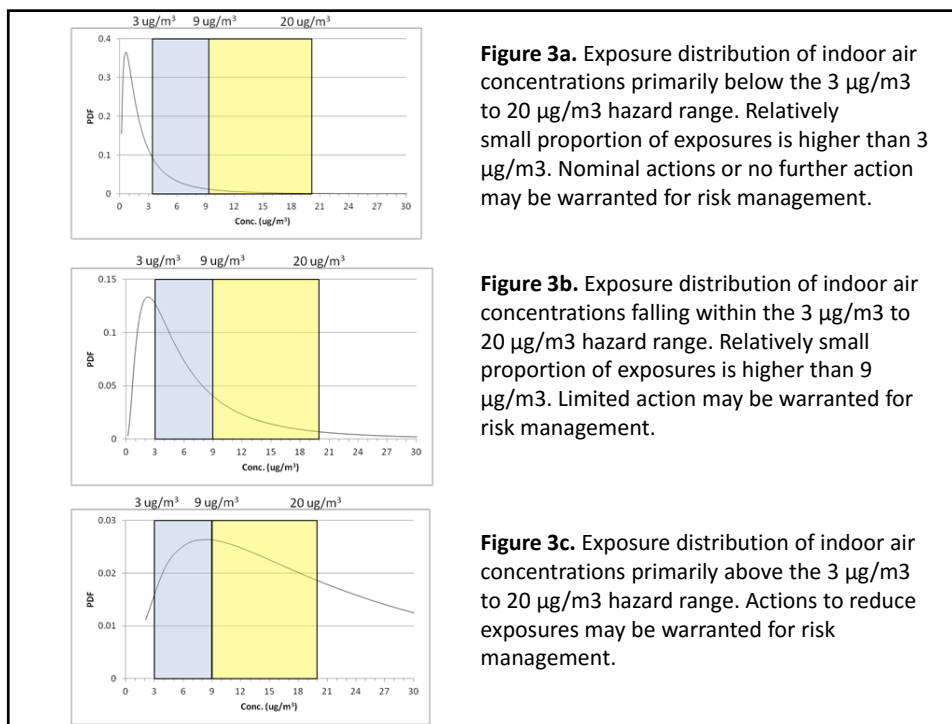 3 ug/m³ 9 ug/m³ 20 ug/m³
0.4
0.3
0.2
0.1
0
PDF
0 3 6 9 12 15 18 21 24 27 30
Conc. (ug/m³)
Figure 3a. Exposure distribution of indoor air
concentrations primarily below the 3 µg/m3
to 20 µg/m3 hazard range. Relatively
small proportion of exposures is higher than 3
µg/m3. Nominal actions or no further action
may be warranted for risk management.
3 ug/m³ 9 ug/m³ 20 ug/m³
0.15
0.1
0.05
0
PDF
0 3 6 9 12 15 18 21 24 27 30
Conc. (ug/m³)
Figure 3b. Exposure distribution of indoor air
concentrations falling within the 3 µg/m3 to
20 µg/m3 hazard range. Relatively small
proportion of exposures is higher than 9
µg/m3. Limited action may be warranted for
risk management.
3 ug/m³ 9 ug/m³ 20 ug/m³
0.03
0.02
0.01
0.00
PDF
0 3 6 9 12 15 18 21 24 27 30
Conc. (ug/m³)
Figure 3c. Exposure distribution of indoor air
concentrations primarily above the 3 µg/m3
to 20 µg/m3 hazard range. Actions to reduce
exposures may be warranted for risk
management.